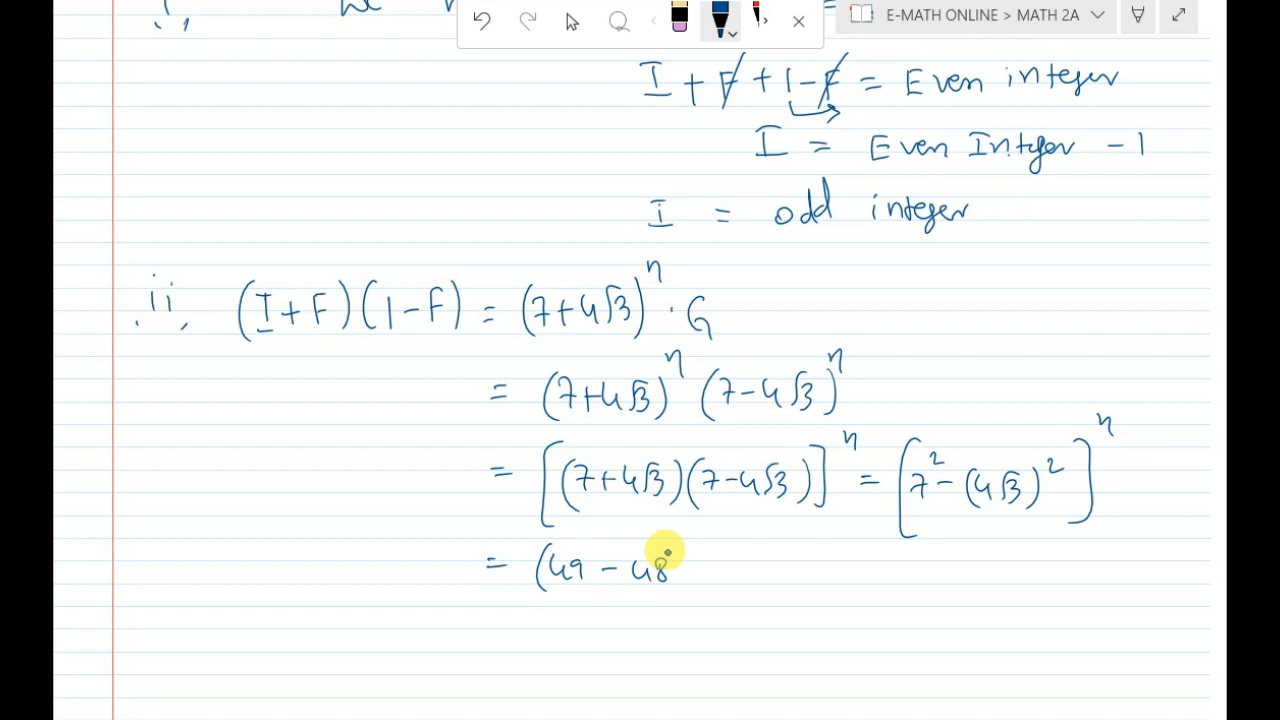 E-MATH ONLINE > MATH 2A
I + F + 1 - F = Even integer
I = Even Integer - 1
I = odd integer
ii, (I+F)(1-F) = (7+4√3)^n · G
= (7+4√3)^n (7-4√3)^n
= [(7+4√3)(7-4√3)]^n = [7^2 - (4√3)^2]^n
= (49 - 48